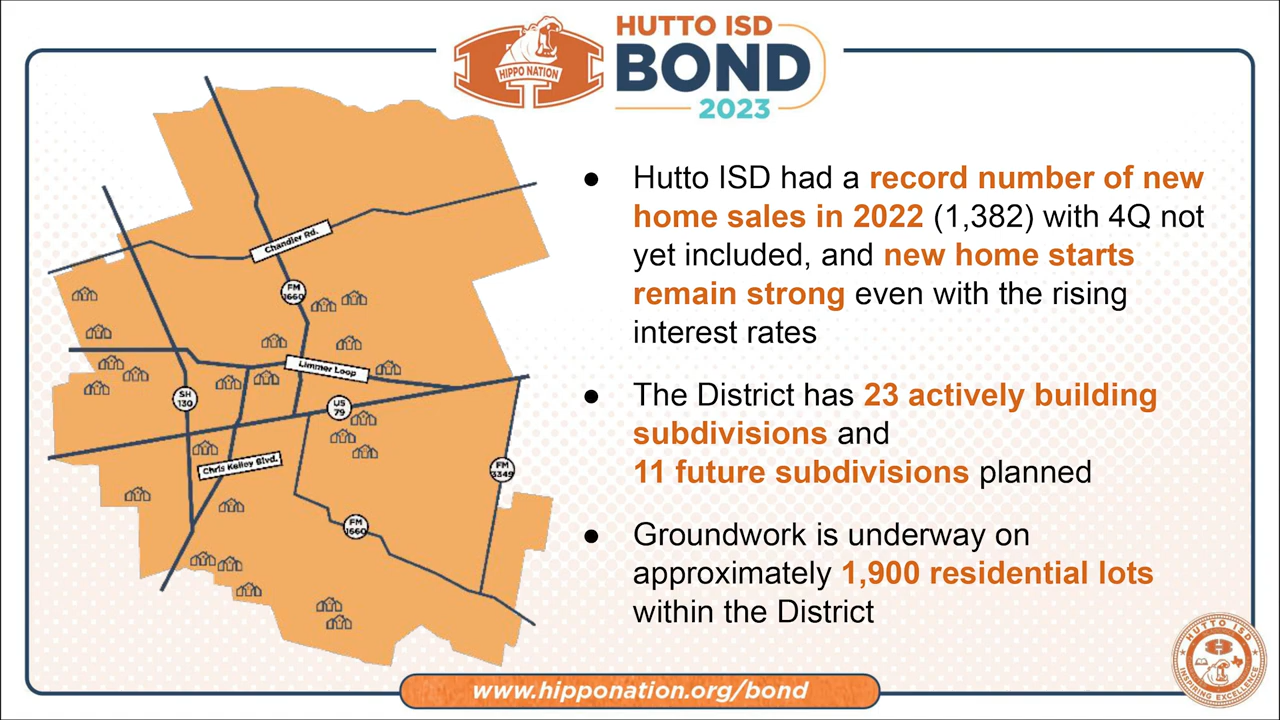 HUTTO ISD
BOND
2023
HIPPO NATION
Chandler Rd.
FM
1660
Limmer Loop
SH
130
US
79
Chris Kelley Blvd.
FM
3349
FM
1660
● Hutto ISD had a record number of new
home sales in 2022 (1,382) with 4Q not
yet included, and new home starts
remain strong even with the rising
interest rates
● The District has 23 actively building
subdivisions and
11 future subdivisions planned
● Groundwork is underway on
approximately 1,900 residential lots
within the District
www.hipponation.org/bond
HUTTO ISD
INSPIRING EXCELLENCE